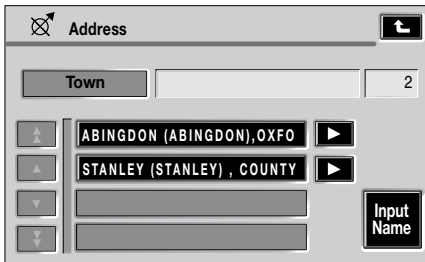 Address
Town 2
ABINGDON (ABINGDON),OXFO
STANLEY (STANLEY) , COUNTY
Input
Name